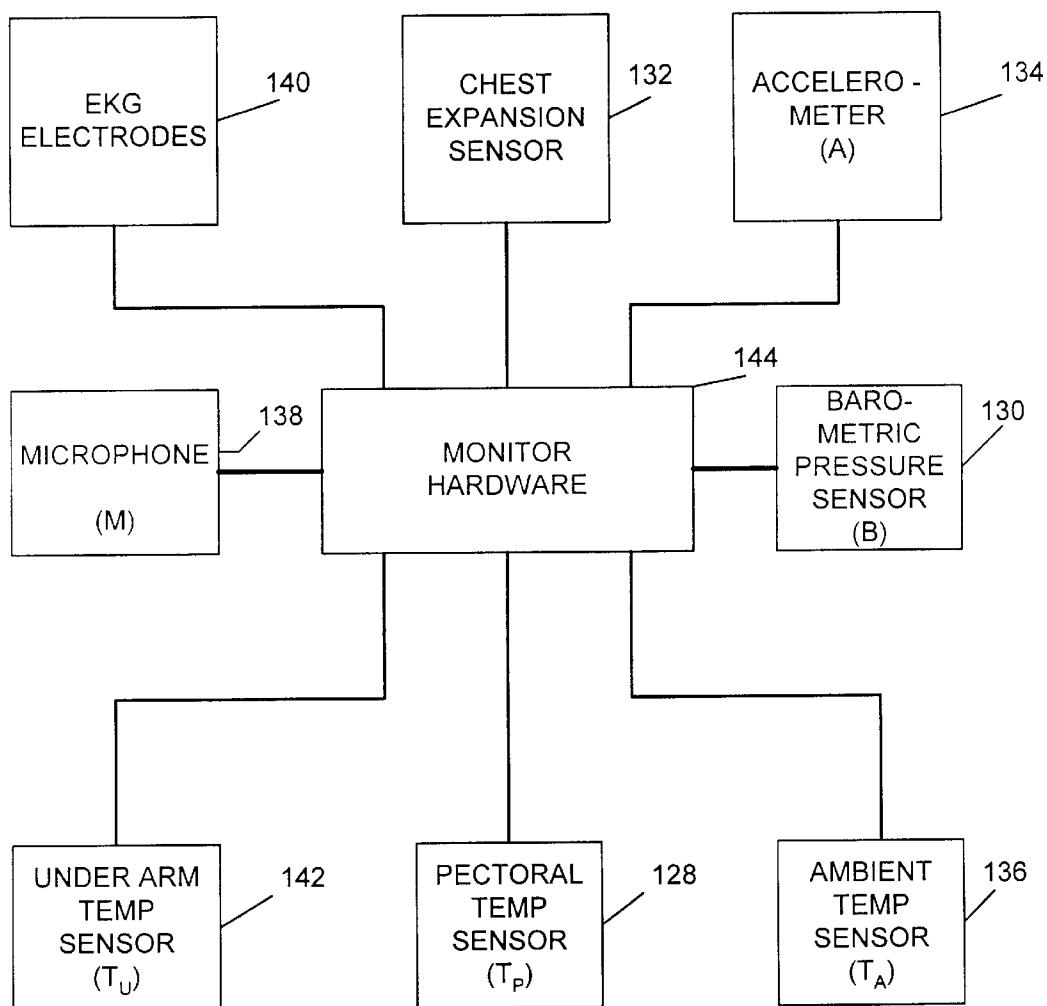 EKG
ELECTRODES
140
CHEST
EXPANSION
SENSOR
132
ACCELERO -
METER
(A)
134
MICROPHONE
(M)
138
MONITOR
HARDWARE
144
BARO-
METRIC
PRESSURE
SENSOR
(B)
130
UNDER ARM
TEMP
SENSOR
(TU)
142
PECTORAL
TEMP
SENSOR
(TP)
128
AMBIENT
TEMP
SENSOR
(TA)
136